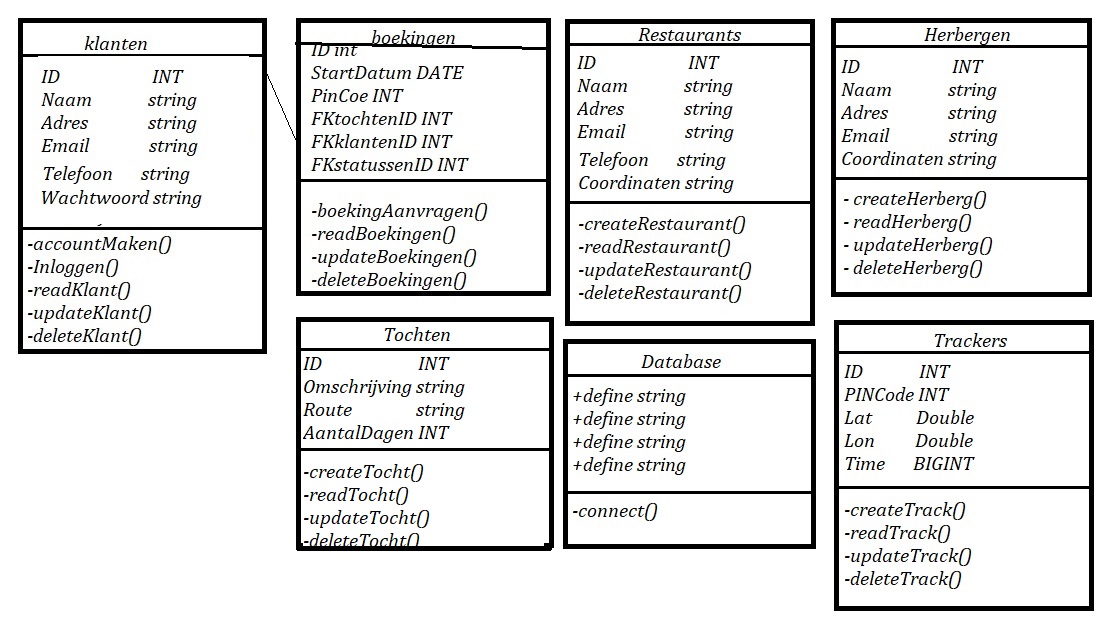 klanten
ID INT
Naam string
Adres string
Email string
Telefoon string
Wachtwoord string
-accountMaken()
-Inloggen()
-readKlant()
-updateKlant()
-deleteKlant()
boekingen
ID int
StartDatum DATE
PinCoe INT
FKtochtenID INT
FKklantenID INT
FKstatussenID INT
-boekingAanvragen()
-readBoekingen()
-updateBoekingen()
-deleteBoekingen()
Restaurants
ID INT
Naam string
Adres string
Email string
Telefoon string
Coordinaten string
-createRestaurant()
-readRestaurant()
-updateRestaurant()
-deleteRestaurant()
Herbergen
ID INT
Naam string
Adres string
Email string
Coordinaten string
- createHerberg()
- readHerberg()
- updateHerberg()
- deleteHerberg()
Tochten
ID INT
Omschrijving string
Route string
AantalDagen INT
-createTocht()
-readTocht()
-updateTocht()
-deleteTocht()
Database
+define string
+define string
+define string
+define string
-connect()
Trackers
ID INT
PINCode INT
Lat Double
Lon Double
Time BIGINT
-createTrack()
-readTrack()
-updateTrack()
-deleteTrack()